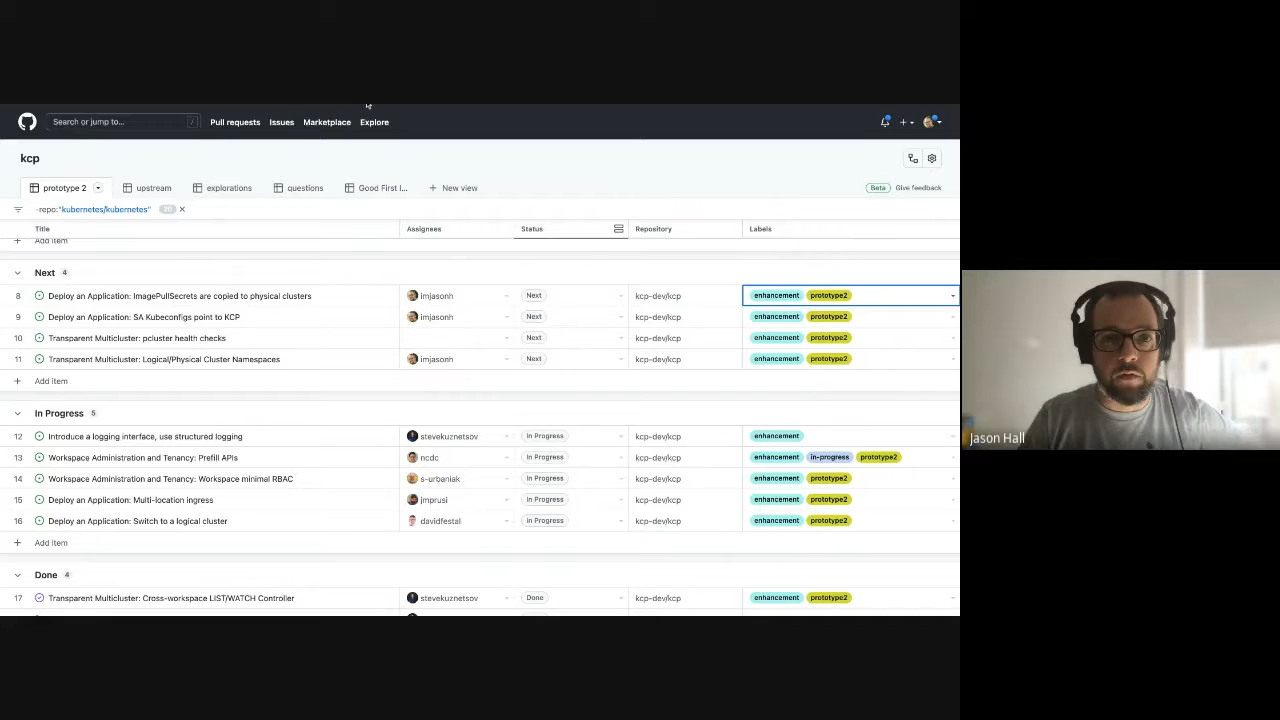 Search or jump to... / Pull requests Issues Marketplace Explore
kcp
prototype 2 upstream explorations questions Good First I... + New view Beta Give feedback
-repo:"kubernetes/kubernetes" 20
Title Assignees Status Repository Labels
+ Add item
Next 4
8 Deploy an Application: ImagePullSecrets are copied to physical clusters imjasonh Next kcp-dev/kcp enhancement prototype2
9 Deploy an Application: SA Kubeconfigs point to KCP imjasonh Next kcp-dev/kcp enhancement prototype2
10 Transparent Multicluster: pcluster health checks Next kcp-dev/kcp enhancement prototype2
11 Transparent Multicluster: Logical/Physical Cluster Namespaces imjasonh Next kcp-dev/kcp enhancement prototype2
+ Add item
In Progress 5
12 Introduce a logging interface, use structured logging stevekuznetsov In Progress kcp-dev/kcp enhancement
13 Workspace Administration and Tenancy: Prefill APIs ncdc In Progress kcp-dev/kcp enhancement in-progress prototype2
14 Workspace Administration and Tenancy: Workspace minimal RBAC s-urbaniak In Progress kcp-dev/kcp enhancement prototype2
15 Deploy an Application: Multi-location ingress jmprusi In Progress kcp-dev/kcp enhancement prototype2
16 Deploy an Application: Switch to a logical cluster davidfestal In Progress kcp-dev/kcp enhancement prototype2
+ Add item
Done 4
17 Transparent Multicluster: Cross-workspace LIST/WATCH Controller stevekuznetsov Done kcp-dev/kcp enhancement prototype2
Jason Hall